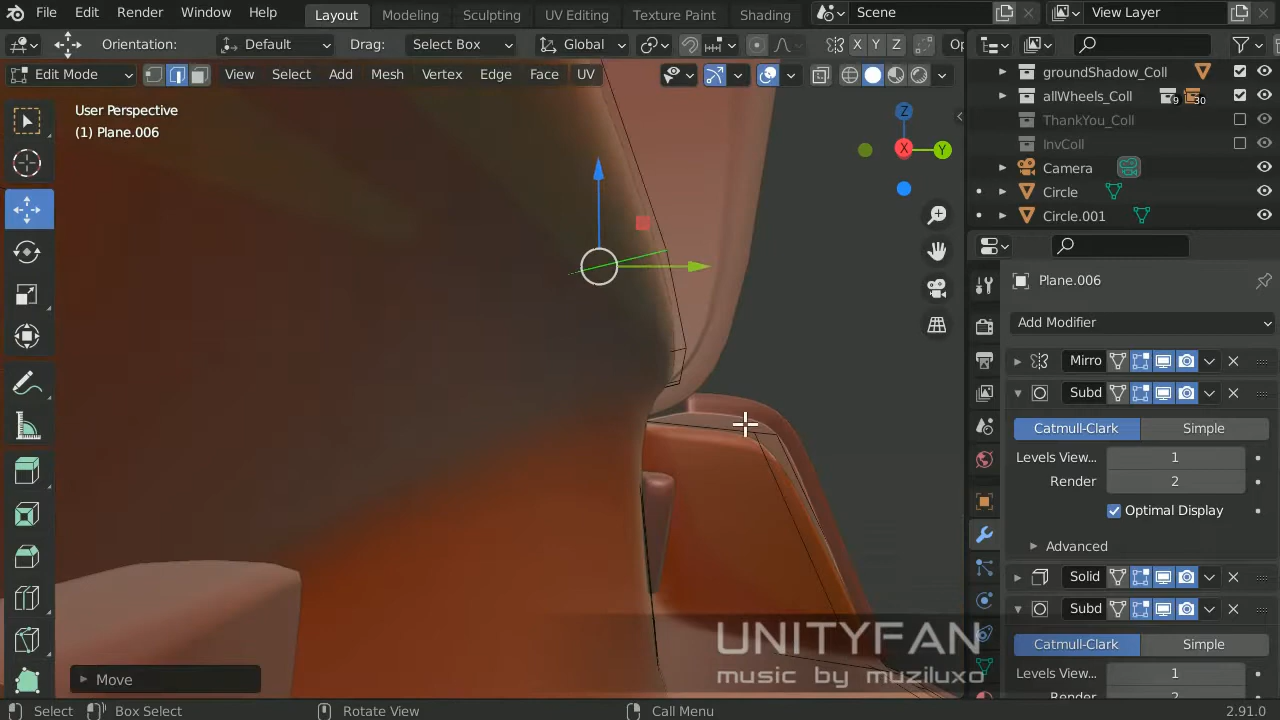 File Edit Render Window Help Layout Modeling Sculpting UV Editing Texture Paint Shading Scene View Layer
Orientation: Default Drag: Select Box Global X Y Z
Edit Mode View Select Add Mesh Vertex Edge Face UV
User Perspective
(1) Plane.006
Z
X
Y
groundShadow_Coll
allWheels_Coll 9 30
ThankYou_Coll
InvColl
Camera
Circle
Circle.001
Plane.006
Add Modifier
Mirro
Subd
Catmull-Clark Simple
Levels View... 1
Render 2
Optimal Display
Advanced
Solid
Subd
Catmull-Clark Simple
Levels View... 1
UNITYFAN
music by muziluxo
Move
Select Box Select Rotate View Call Menu 2.91.0